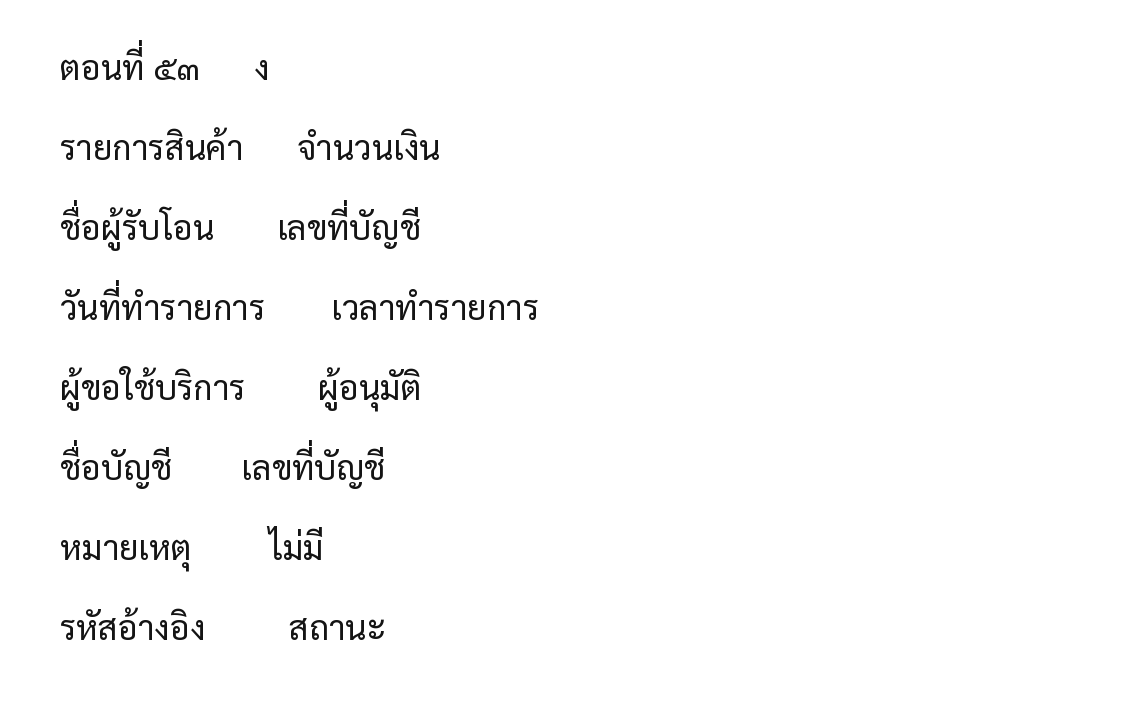 ตอนที่ ๕๓      ง
รายการสินค้า      จำนวนเงิน
ชื่อผู้รับโอน       เลขที่บัญชี
วันที่ทำรายการ       เวลาทำรายการ
ผู้ขอใช้บริการ        ผู้อนุมัติ
ชื่อบัญชี        เลขที่บัญชี
หมายเหตุ        ไม่มี
รหัสอ้างอิง         สถานะ